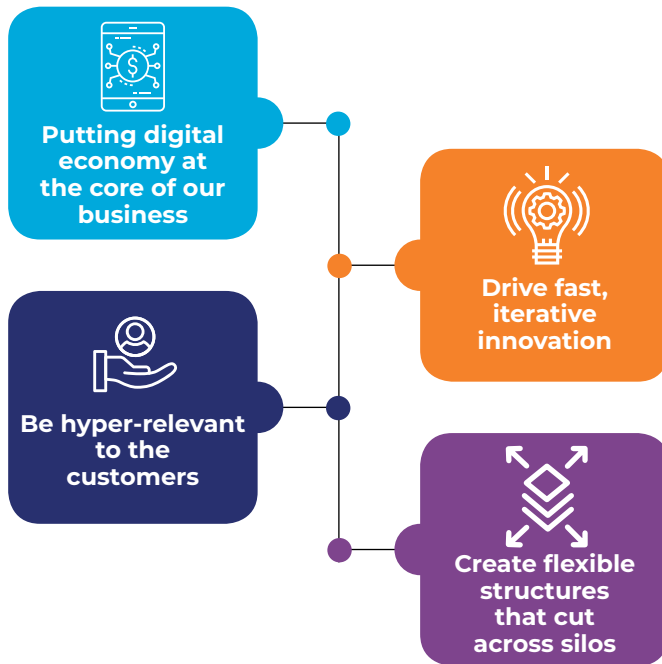 $
Putting digital
economy at
the core of our
business
Drive fast,
iterative
innovation
Be hyper-relevant
to the
customers
Create flexible
structures
that cut
across silos